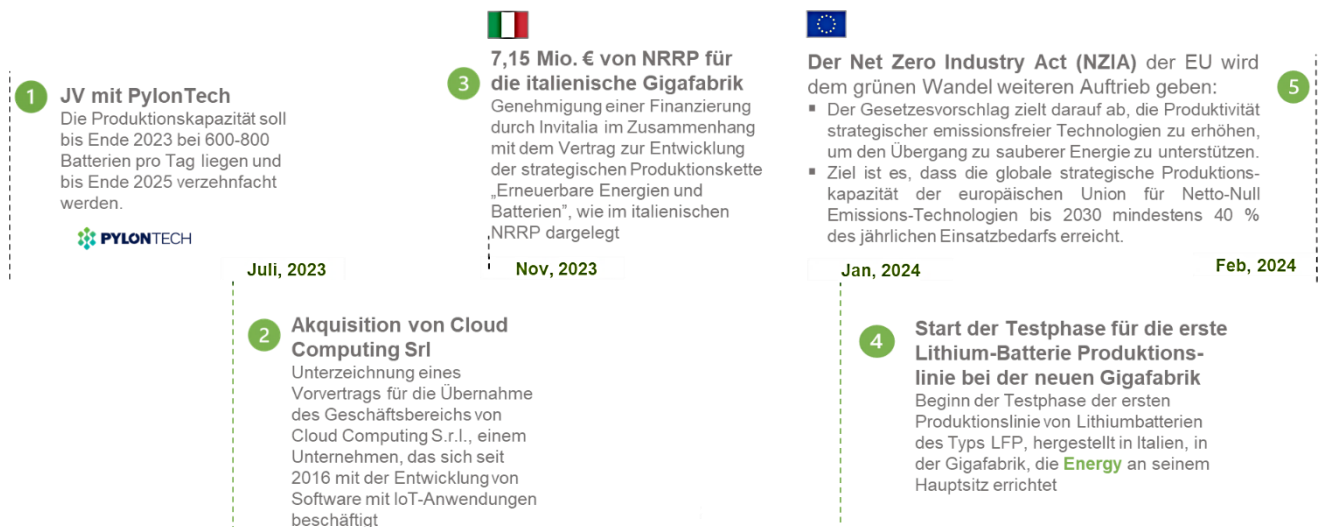 1
JV mit PylonTech
Die Produktionskapazität soll
bis Ende 2023 bei 600-800
Batterien pro Tag liegen und
bis Ende 2025 verzehnfacht
werden.
PYLONTECH
Juli, 2023
2
Akquisition von Cloud
Computing Srl
Unterzeichnung eines
Vorvertrags für die Übernahme
des Geschäftsbereichs von
Cloud Computing S.r.l., einem
Unternehmen, das sich seit
2016 mit der Entwicklung von
Software mit IoT-Anwendungen
beschäftigt
3
7,15 Mio. € von NRRP für
die italienische Gigafabrik
Genehmigung einer Finanzierung
durch Invitalia im Zusammenhang
mit dem Vertrag zur Entwicklung
der strategischen Produktionskette
„Erneuerbare Energien und
Batterien”, wie im italienischen
NRRP dargelegt
Nov, 2023
Jan, 2024
4
Start der Testphase für die erste
Lithium-Batterie Produktions-
linie bei der neuen Gigafabrik
Beginn der Testphase der ersten
Produktionslinie von Lithiumbatterien
des Typs LFP, hergestellt in Italien, in
der Gigafabrik, die Energy an seinem
Hauptsitz errichtet
5
Der Net Zero Industry Act (NZIA) der EU wird
dem grünen Wandel weiteren Auftrieb geben:
▪ Der Gesetzesvorschlag zielt darauf ab, die Produktivität
strategischer emissionsfreier Technologien zu erhöhen,
um den Übergang zu sauberer Energie zu unterstützen.
▪ Ziel ist es, dass die globale strategische Produktions-
kapazität der europäischen Union für Netto-Null
Emissions-Technologien bis 2030 mindestens 40 %
des jährlichen Einsatzbedarfs erreicht.
Feb, 2024